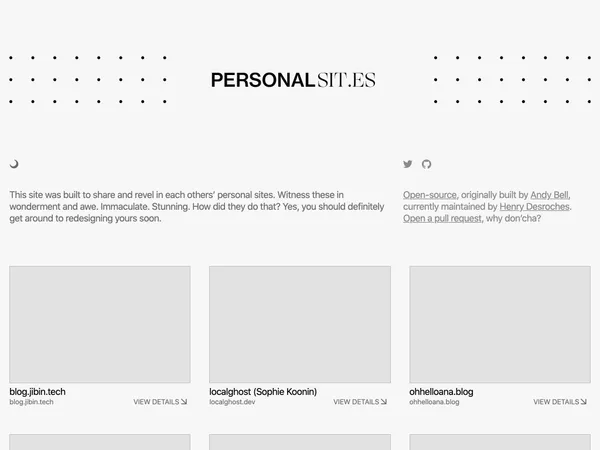 PERSONALSIT.ES
This site was built to share and revel in each others’ personal sites. Witness these in
wonderment and awe. Immaculate. Stunning. How did they do that? Yes, you should definitely
get around to redesigning yours soon.
Open-source, originally built by Andy Bell,
currently maintained by Henry Desroches.
Open a pull request, why don’cha?
blog.jibin.tech
blog.jibin.tech
VIEW DETAILS
localghost (Sophie Koonin)
localghost.dev
VIEW DETAILS
ohhelloana.blog
ohhelloana.blog
VIEW DETAILS